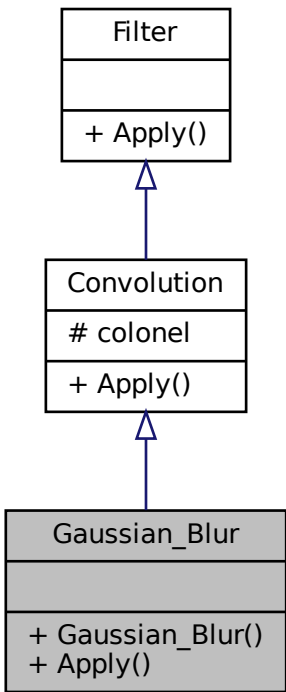 Filter
+ Apply()
Convolution
# colonel
+ Apply()
Gaussian_Blur
+ Gaussian_Blur()
+ Apply()